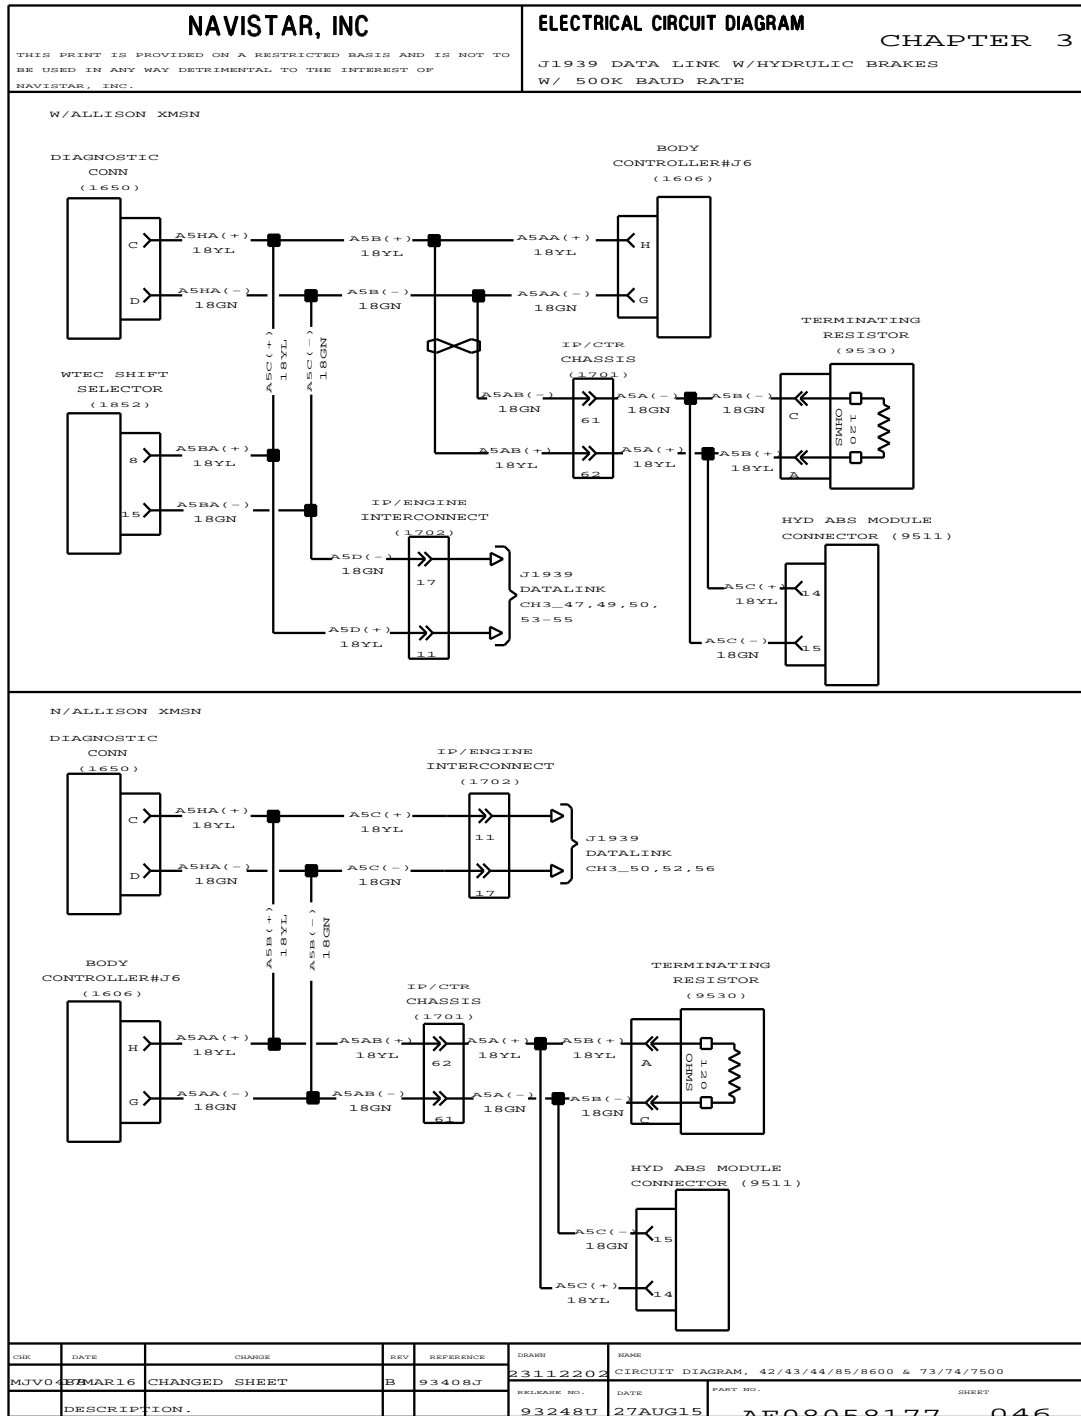 NAVISTAR, INC
THIS PRINT IS PROVIDED ON A RESTRICTED BASIS AND IS NOT TO
BE USED IN ANY WAY DETRIMENTAL TO THE INTEREST OF
NAVISTAR, INC.
ELECTRICAL CIRCUIT DIAGRAM
CHAPTER 3
J1939 DATA LINK W/HYDRULIC BRAKES
W/ 500K BAUD RATE
W/ALLISON XMSN
DIAGNOSTIC
CONN
(1650)
BODY
CONTROLLER#J6
(1606)
C
A5HA(+)
18YL
A5B(+)
18YL
A5AA(+)
18YL
H
D
A5HA(-)
18GN
A5B(-)
18GN
A5AA(-)
18GN
G
A5C(+)
18YL
A5C(-)
18GN
TERMINATING
RESISTOR
(9530)
IP/CTR
CHASSIS
(1701)
WTEC SHIFT
SELECTOR
(1852)
A5AB(-)
18GN
61
A5A(-)
18GN
A5B(-)
18GN
C
120
OHMS
8
A5BA(+)
18YL
A5AB(+)
18YL
62
A5A(+)
18YL
A5B(+)
18YL
A
15
A5BA(-)
18GN
IP/ENGINE
INTERCONNECT
(1702)
HYD ABS MODULE
CONNECTOR (9511)
A5D(-)
18GN
17
J1939
DATALINK
CH3_47,49,50,
53-55
A5C(+)
18YL
14
A5D(+)
18YL
11
A5C(-)
18GN
15
N/ALLISON XMSN
DIAGNOSTIC
CONN
(1650)
IP/ENGINE
INTERCONNECT
(1702)
C
A5HA(+)
18YL
A5C(+)
18YL
11
J1939
DATALINK
CH3_50,52,56
D
A5HA(-)
18GN
A5C(-)
18GN
17
A5B(+)
18YL
A5B(-)
18GN
BODY
CONTROLLER#J6
(1606)
IP/CTR
CHASSIS
(1701)
TERMINATING
RESISTOR
(9530)
H
A5AA(+)
18YL
A5AB(+)
18YL
62
A5A(+)
18YL
A5B(+)
18YL
A
120
OHMS
G
A5AA(-)
18GN
A5AB(-)
18GN
61
A5A(-)
18GN
A5B(-)
18GN
C
HYD ABS MODULE
CONNECTOR (9511)
A5C(-)
18GN
15
A5C(+)
18YL
14
CHK DATE CHANGE REV REFERENCE
CHANGED SHEET B 93408J
DESCRIPTION.
DRAWN
23112202
NAME
CIRCUIT DIAGRAM, 42/43/44/85/8600 & 73/74/7500
RELEASE NO.
93248U
DATE
27AUG15
PART NO.
AF08058177
SHEET
046